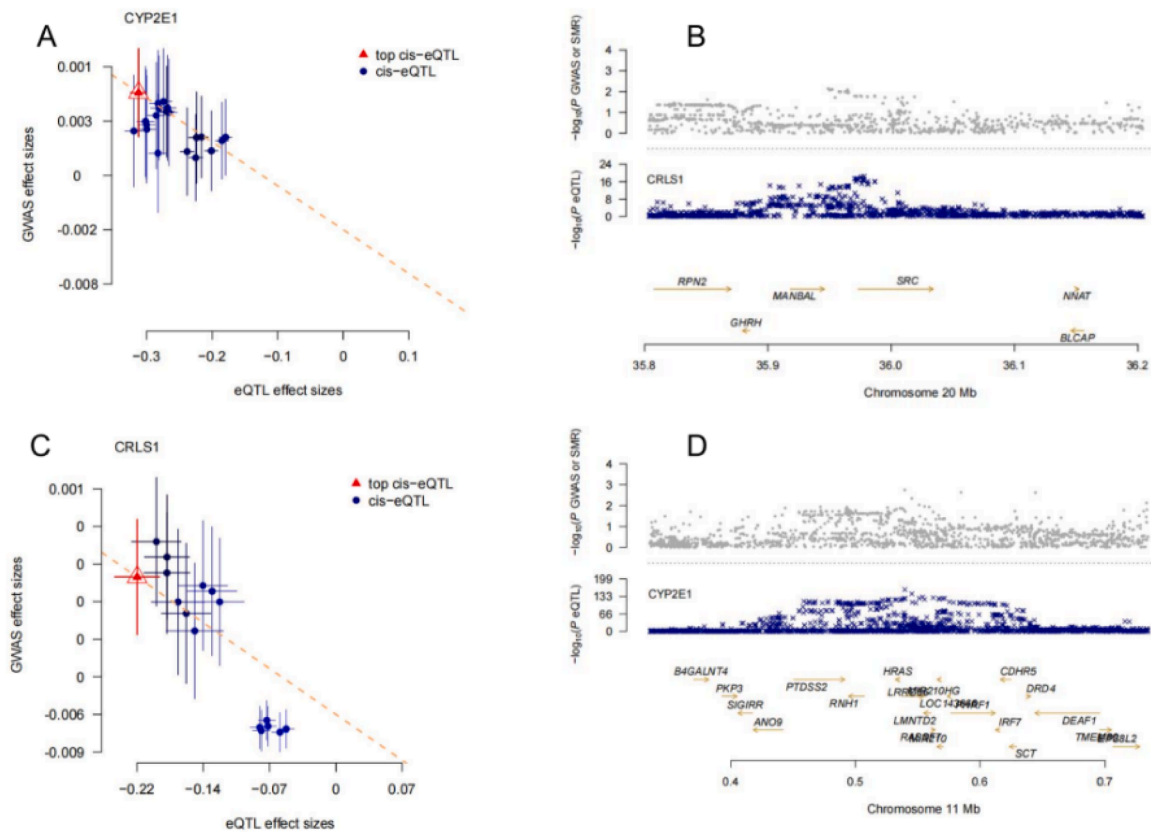 A
CYP2E1
top cis−eQTL
cis−eQTL
GWAS effect sizes
0.001
0.003
0
-0.002
-0.008
−0.3
−0.2
−0.1
0
0.1
eQTL effect sizes
B
−log10(P GWAS or SMR)
4
3
2
1
0
−log10(P eQTL)
24
16
8
0
CRLS1
RPN2
MANBAL
SRC
NNAT
GHRH
BLCAP
35.8
35.9
36.0
36.1
36.2
Chromosome 20 Mb
C
CRLS1
top cis−eQTL
cis−eQTL
GWAS effect sizes
0.001
0
0
0
0
0
-0.006
-0.009
−0.22
−0.14
−0.07
0
0.07
eQTL effect sizes
D
−log10(P GWAS or SMR)
4
3
2
1
0
−log10(P eQTL)
199
133
66
0
CYP2E1
B4GALNT4
PTDSS2
HRAS
CDHR5
PKP3
RNH1
MIR210HG
DRD4
SIGIRR
LOC143666
PHRF1
ANO9
LMNTD2
IRF7
DEAF1
RASSF7
MIR210
SCT
TMEM80
EPS8L2
0.4
0.5
0.6
0.7
Chromosome 11 Mb